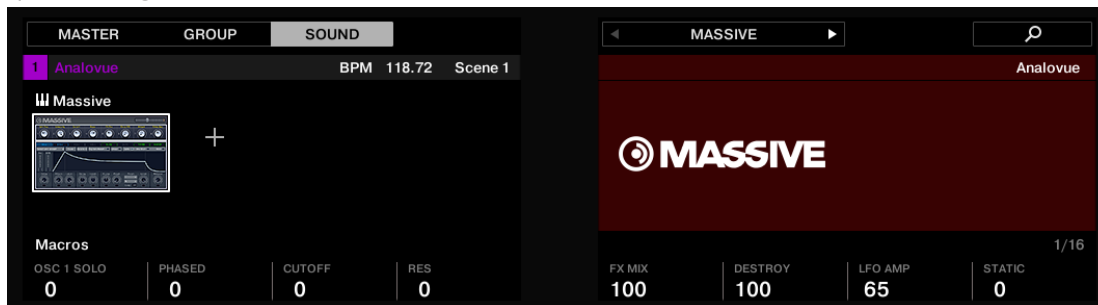 MASTER GROUP SOUND
MASSIVE
1 Analovue BPM 118.72 Scene 1
Analovue
Massive
MASSIVE
MASSIVE
Macros
1/16
OSC 1 SOLO PHASED CUTOFF RES
0 0 0 0
FX MIX DESTROY LFO AMP STATIC
100 100 65 0